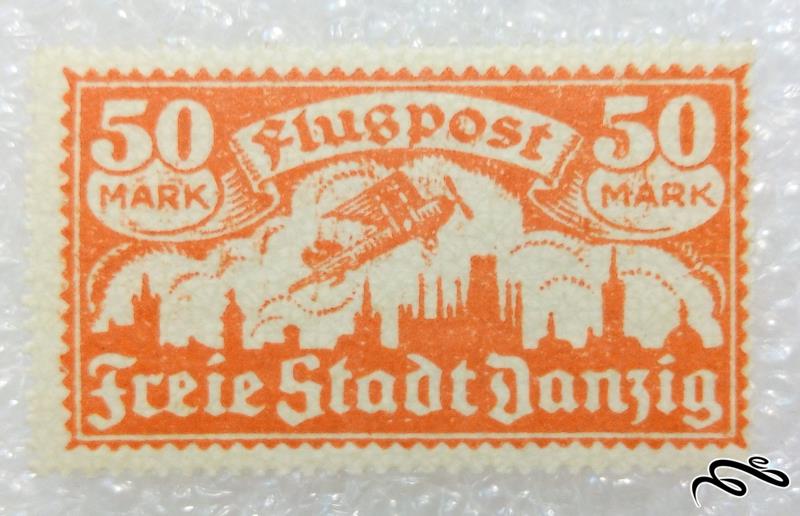 50 Flugpost 50
MARK MARK
Freie Stadt Danzig